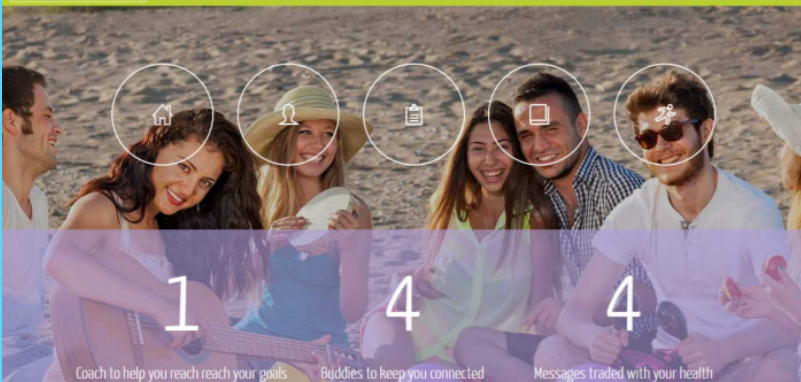 1 4 4
Coach to help you reach reach your goals Buddies to keep you connected Messages traded with your health